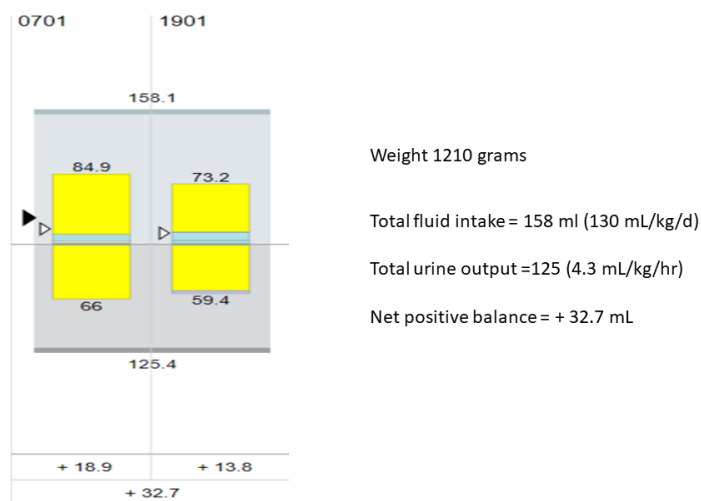 0701 1901
158.1
84.9 73.2
66 59.4
125.4
+ 18.9 + 13.8
+ 32.7
Weight 1210 grams
Total fluid intake = 158 ml (130 mL/kg/d)
Total urine output =125 (4.3 mL/kg/hr)
Net positive balance = + 32.7 mL